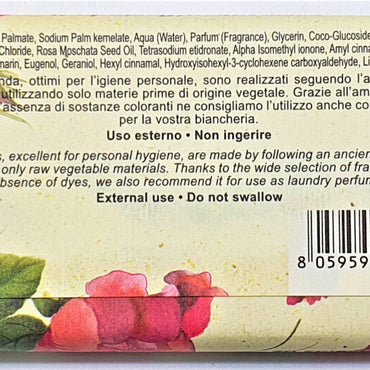 Palmate, Sodium Palm kernelate, Aqua (Water), Parfum (Fragrance), Glycerin, Coco-Glucoside
Chloride, Rosa Moschata Seed Oil, Tetrasodium etidronate, Alpha Isomethyl ionone, Amyl cinna
marin, Eugenol, Geraniol, Hexyl cinnamal, Hydroxyisohexyl-3-cyclohexene carboxyaldehyde, Li
nda, ottimi per l'igiene personale, sono realizzati seguendo l'a
utilizzando solo materie prime di origine vegetale. Grazie all'am
assenza di sostanze coloranti ne consigliamo l'utilizzo anche co
per la vostra biancheria.
Uso esterno • Non ingerire
s, excellent for personal hygiene, are made by following an ancien
only raw vegetable materials. Thanks to the wide selection of fra
bsence of dyes, we also recommend it for use as laundry perfum
External use • Do not swallow
8 05959